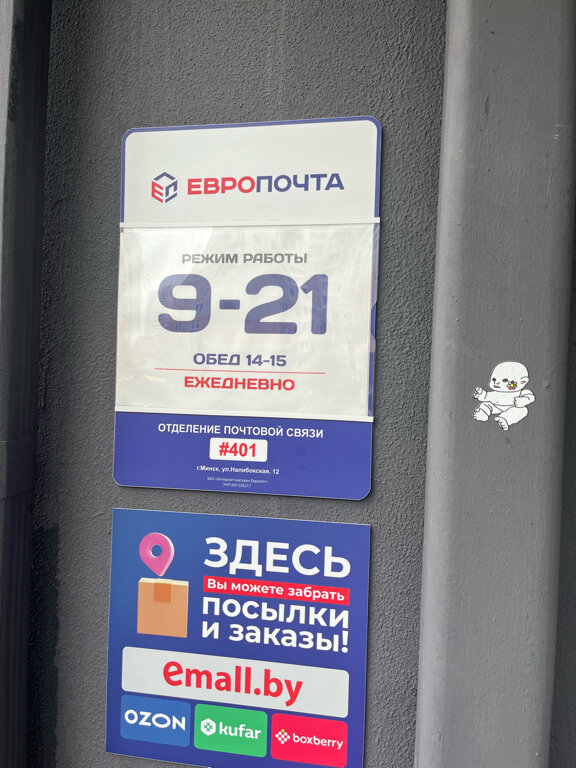 ЕП ЕВРОПОЧТА
РЕЖИМ РАБОТЫ
9-21
ОБЕД 14-15
ЕЖЕДНЕВНО
ОТДЕЛЕНИЕ ПОЧТОВОЙ СВЯЗИ
#401
г.Минск, ул.Налибокская, 12
ЗДЕСЬ
Вы можете забрать
посылки
и заказы!
emall.by
OZON kufar boxberry